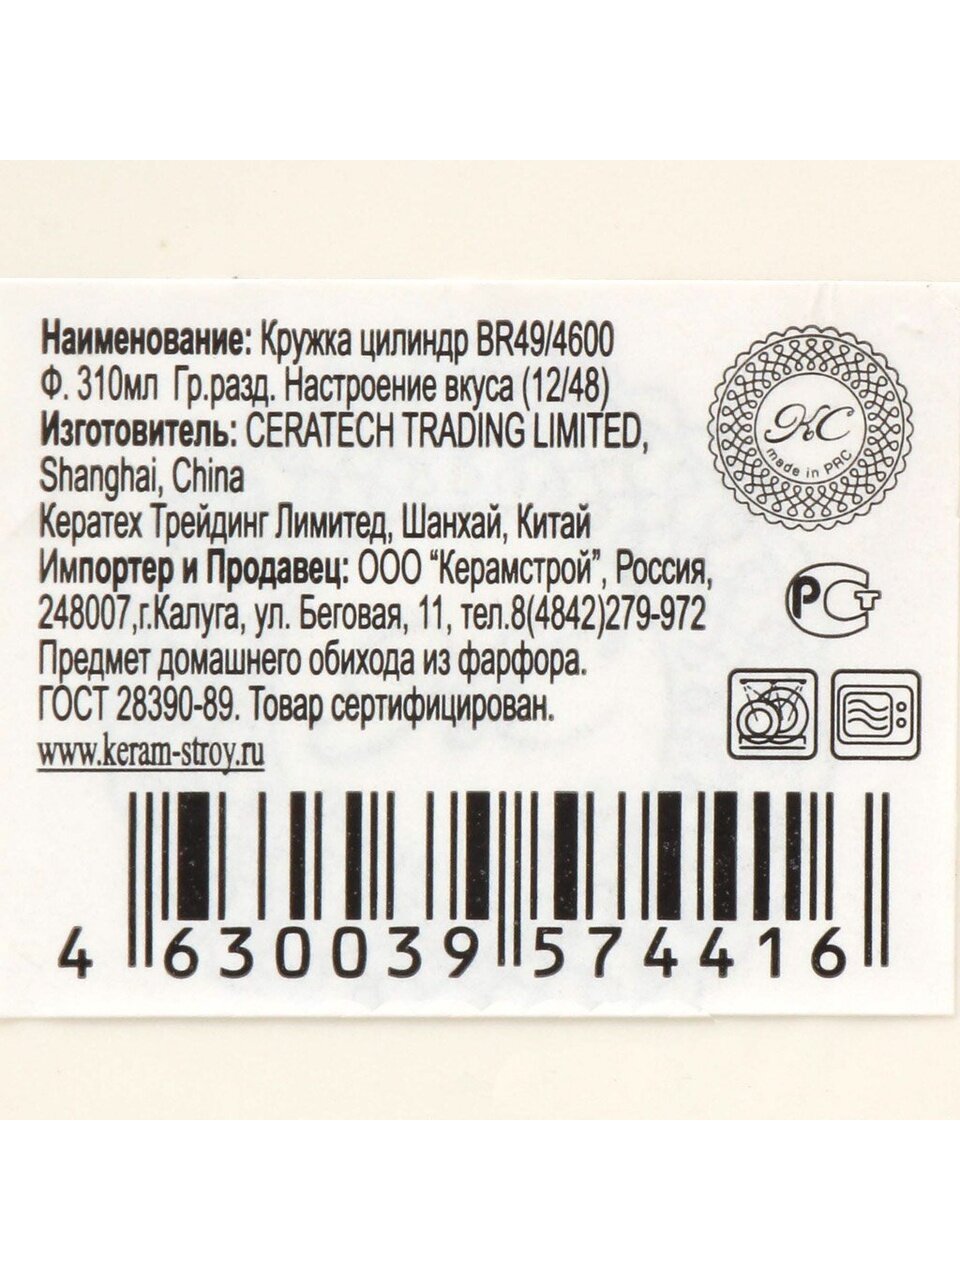 Наименование: Кружка цилиндр BR49/4600
Ф. 310мл Гр.разд. Настроение вкуса (12/48)
Изготовитель: CERATECH TRADING LIMITED,
Shanghai, China
Кератех Трейдинг Лимитед, Шанхай, Китай
Импортер и Продавец: ООО “Керамстрой”, Россия,
248007,г.Калуга, ул. Беговая, 11, тел.8(4842)279-972
Предмет домашнего обихода из фарфора.
ГОСТ 28390-89. Товар сертифицирован.
www.keram-stroy.ru
КС
made in PRC
РСТ
4 630039 574416